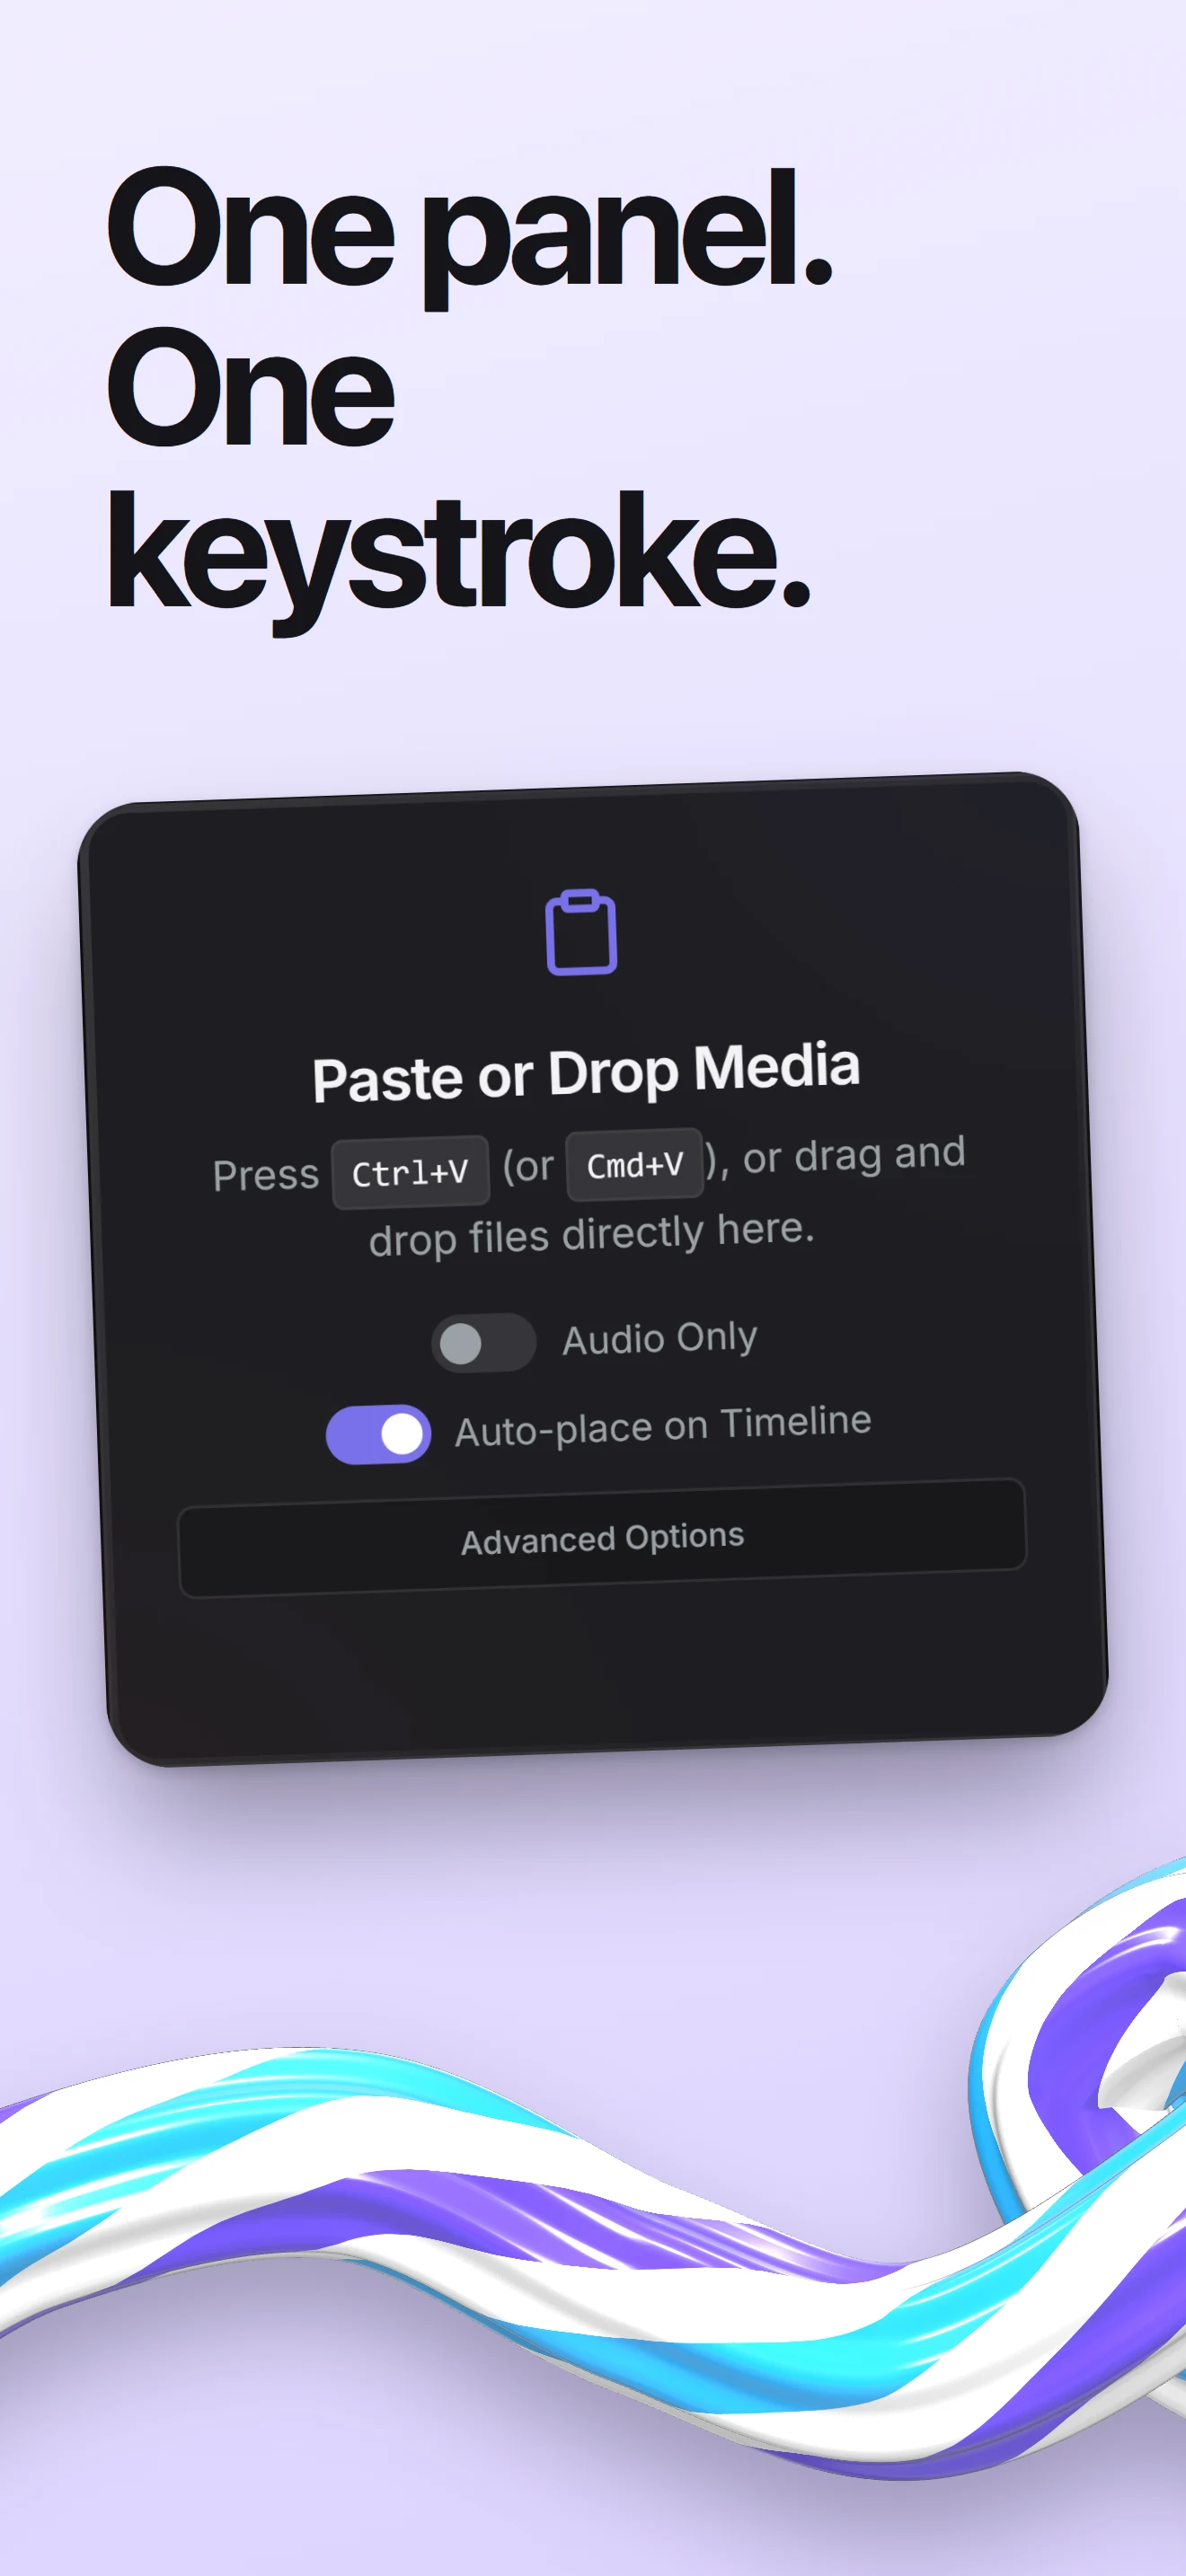 One panel.
One
keystroke.
Paste or Drop Media
Press Ctrl+V (or Cmd+V), or drag and
drop files directly here.
Audio Only
Auto-place on Timeline
Advanced Options